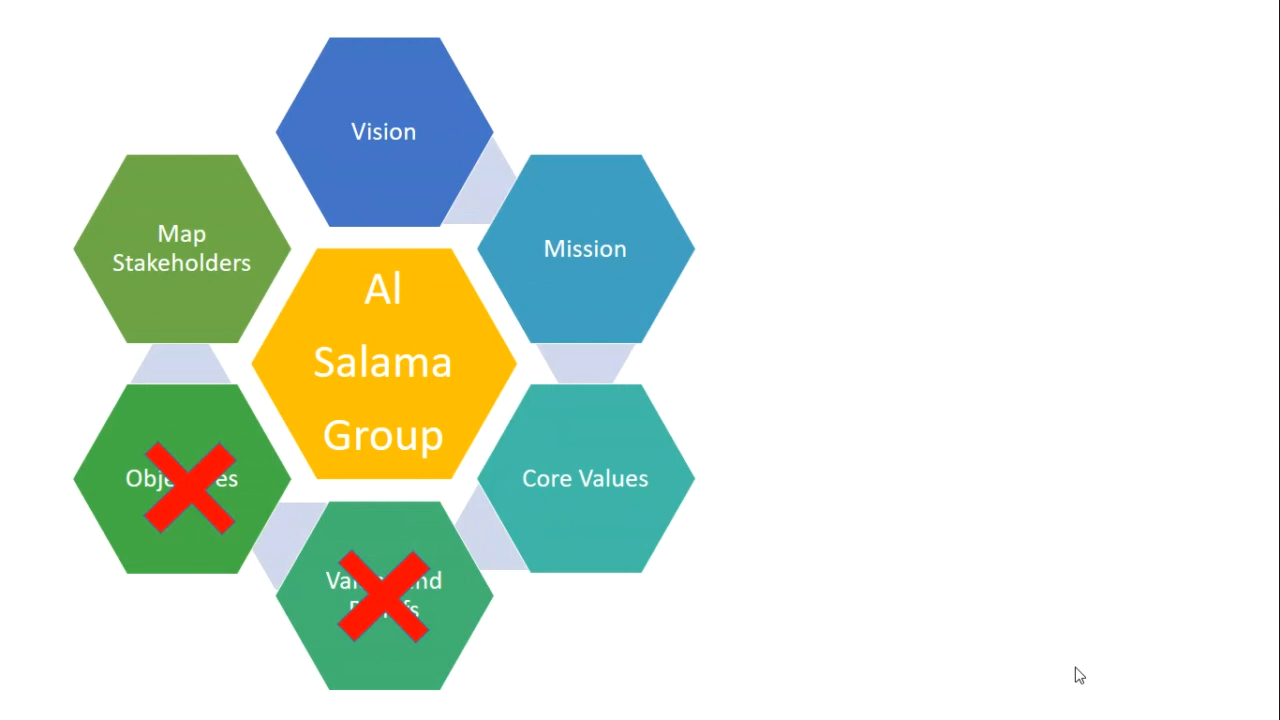 Vision
Map
Stakeholders
Mission
Al
Salama
Group
Core Values